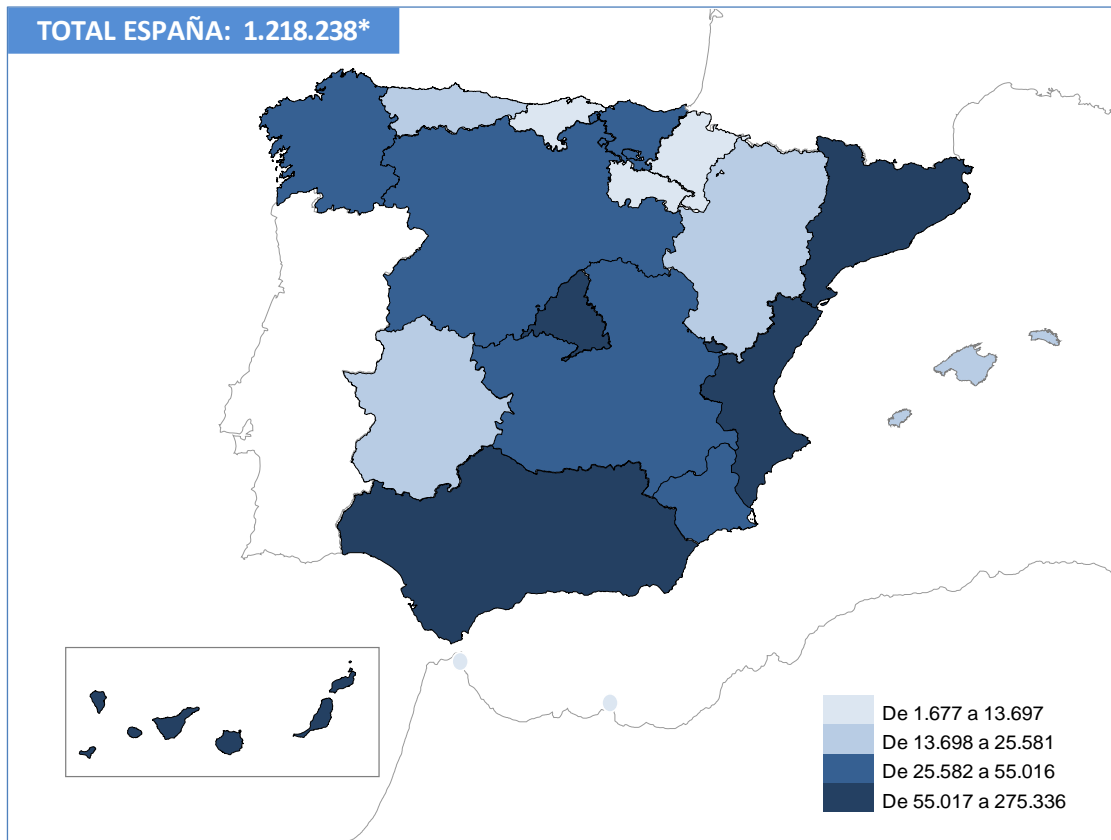 TOTAL ESPAÑA: 1.218.238*
De 1.677 a 13.697
De 13.698 a 25.581
De 25.582 a 55.016
De 55.017 a 275.336